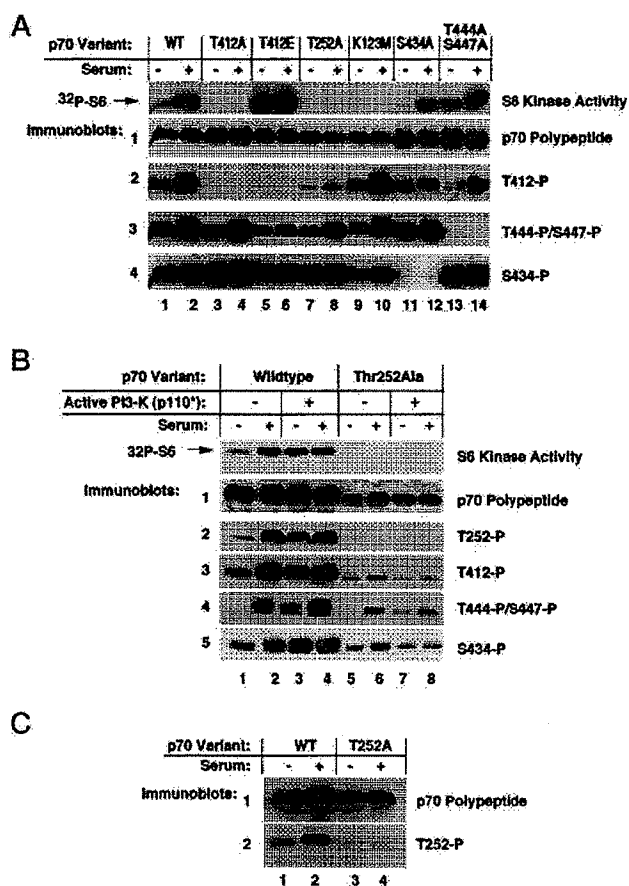 A
p70 Variant: WT T412A T412E T252A K123M S434A T444A S447A
Serum: - + - + - + - + - + - + - +
32P-S6 S6 Kinase Activity
Immunoblots: 1 p70 Polypeptide
2 T412-P
3 T444-P/S447-P
4 S434-P
1 2 3 4 5 6 7 8 9 10 11 12 13 14
B
p70 Variant: Wildtype Thr252Ala
Active PI3-K (p110*): - + - +
Serum: - + - + - + - +
32P-S6 S6 Kinase Activity
Immunoblots: 1 p70 Polypeptide
2 T252-P
3 T412-P
4 T444-P/S447-P
5 S434-P
1 2 3 4 5 6 7 8
C
p70 Variant: WT T252A
Serum: - + - +
Immunoblots: 1 p70 Polypeptide
2 T252-P
1 2 3 4